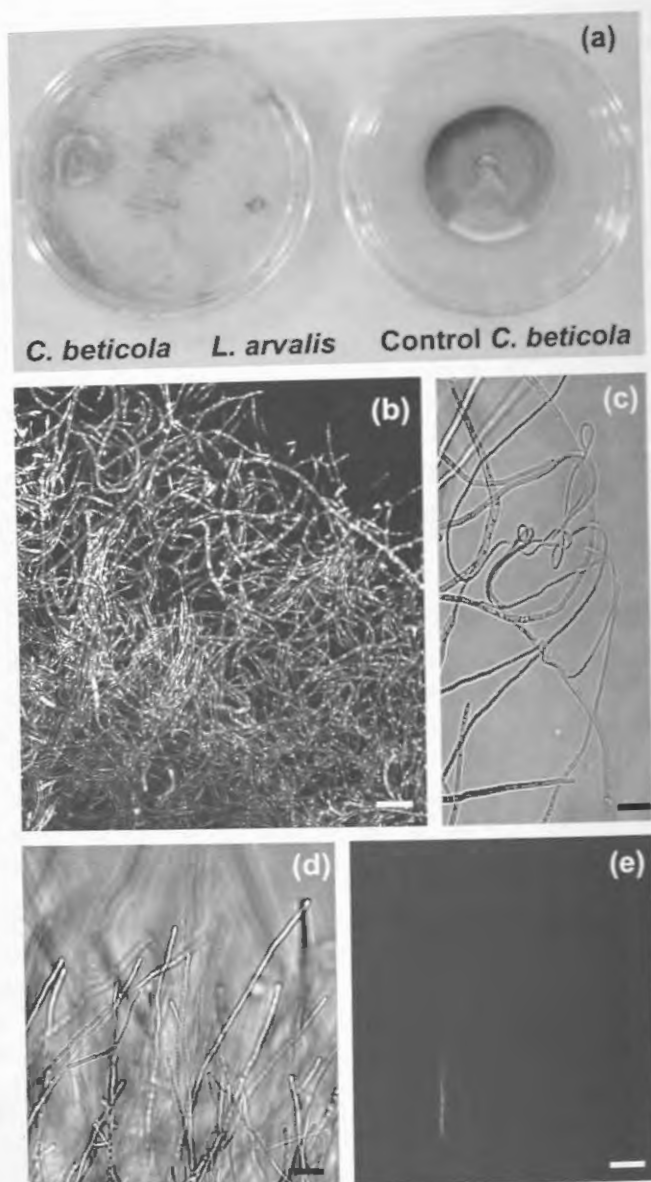 (a)
C. beticola L. arvalis Control C. beticola
(b)
(c)
(d)
(e)